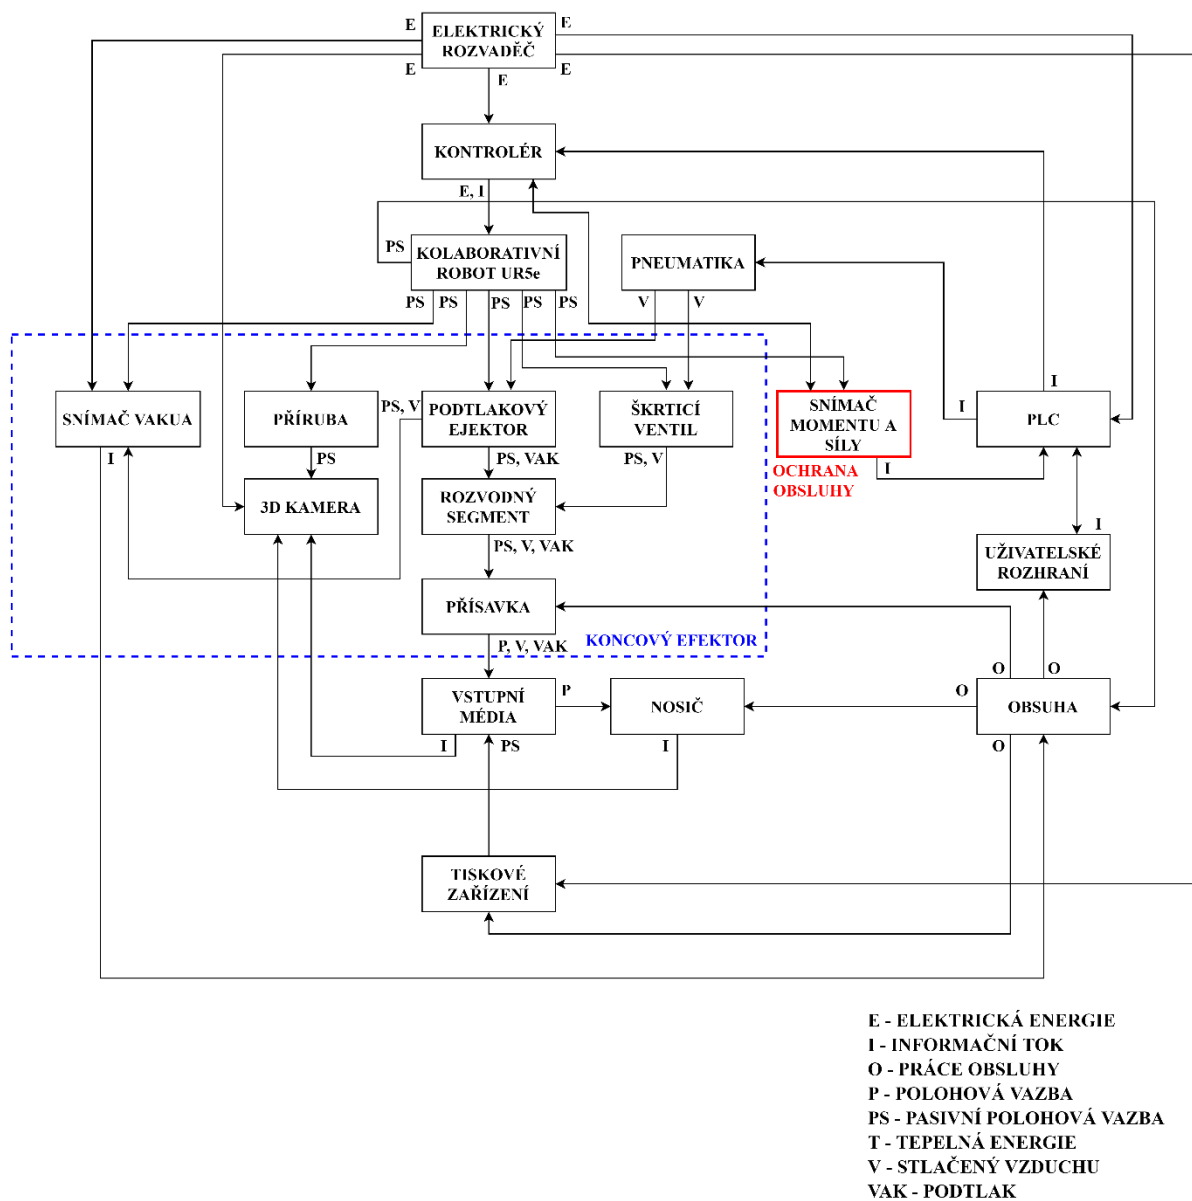 E
ELEKTRICKÝ
ROZVADĚČ
E
E
E
E
KONTROLÉR
E, I
PS
KOLABORATIVNÍ
ROBOT UR5e
PNEUMATIKA
PS
PS
PS
PS
PS
V
V
SNÍMAČ VAKUA
PŘÍRUBA
PS, V
PODTLAKOVÝ
EJEKTOR
ŠKRTICÍ
VENTIL
SNÍMAČ
MOMENTU A
SÍLY
I
I
PLC
I
PS
PS, VAK
PS, V
OCHRANA
OBSLUHY
I
3D KAMERA
ROZVODNÝ
SEGMENT
PS, V, VAK
I
UŽIVATELSKÉ
ROZHRANÍ
PŘÍSAVKA
P, V, VAK
KONCOVÝ EFEKTOR
O
O
VSTUPNÍ
MÉDIA
P
NOSIČ
O
OBSUHA
I
PS
I
O
TISKOVÉ
ZAŘÍZENÍ
E - ELEKTRICKÁ ENERGIE
I - INFORMAČNÍ TOK
O - PRÁCE OBSLUHY
P - POLOHOVÁ VAZBA
PS - PASIVNÍ POLOHOVÁ VAZBA
T - TEPELNÁ ENERGIE
V - STLAČENÝ VZDUCHU
VAK - PODTLAK